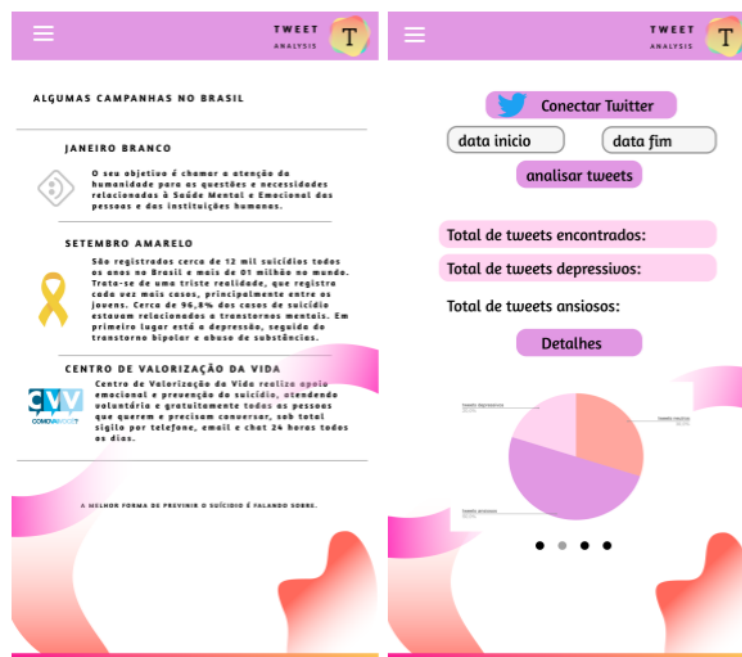 TWEET
ANALYSIS
T
ALGUMAS CAMPANHAS NO BRASIL
JANEIRO BRANCO
O seu objetivo é chamar a atenção da
humanidade para as questões e necessidades
relacionadas à Saúde Mental e Emocional das
pessoas e das instituições humanas.
SETEMBRO AMARELO
São registrados cerca de 12 mil suicídios todos
os anos no Brasil e mais de 01 milhão no mundo.
Trata-se de uma triste realidade, que registra
cada vez mais casos, principalmente entre os
jovens. Cerca de 96,8% dos casos de suicídio
estavam relacionados a transtornos mentais. Em
primeiro lugar está a depressão, seguida do
transtorno bipolar e abuso de substâncias.
CENTRO DE VALORIZAÇÃO DA VIDA
CVV
COMO VAI VOCÊ?
Centro de Valorização da Vida realiza apoio
emocional e prevenção do suicídio, atendendo
voluntária e gratuitamente todas as pessoas
que querem e precisam conversar, sob total
sigilo por telefone, email e chat 24 horas todos
os dias.
A MELHOR FORMA DE PREVINIR O SUÍCIDIO É FALANDO SOBRE.
TWEET
ANALYSIS
T
Conectar Twitter
data inicio
data fim
analisar tweets
Total de tweets encontrados:
Total de tweets depressivos:
Total de tweets ansiosos:
Detalhes
tweets depressivos
tweets ansiosos